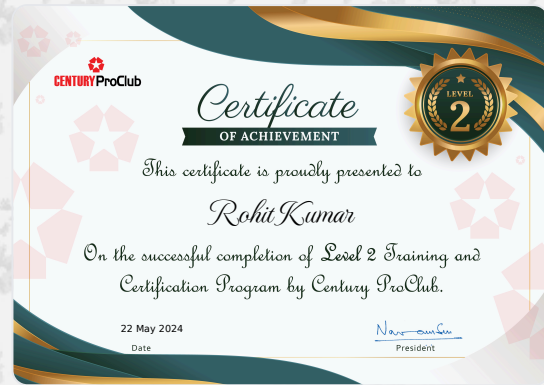 CENTURY ProClub
Certificate
OF ACHIEVEMENT
LEVEL
2
This certificate is proudly presented to
Rohit Kumar
On the successful completion of Level 2 Training and
Certification Program by Century ProClub.
22 May 2024
Date
President